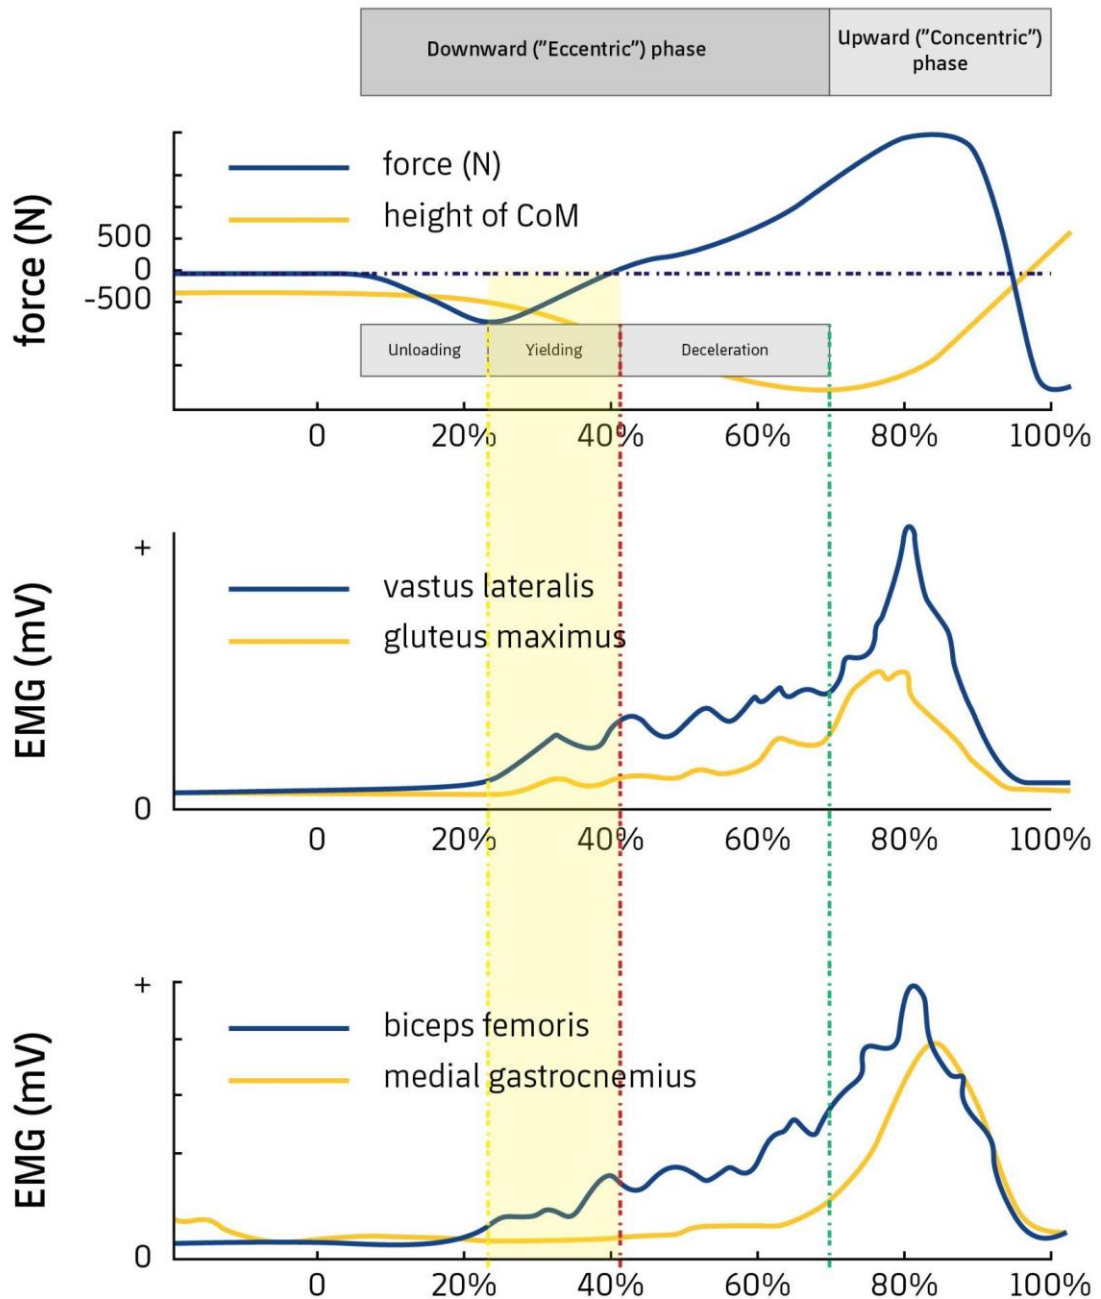 Downward ("Eccentric") phase
Upward ("Concentric")
phase
force (N)
force (N)
height of CoM
500
0
-500
Unloading
Yielding
Deceleration
0 20% 40% 60% 80% 100%
EMG (mV)
+
vastus lateralis
gluteus maximus
0
0 20% 40% 60% 80% 100%
EMG (mV)
+
biceps femoris
medial gastrocnemius
0
0 20% 40% 60% 80% 100%